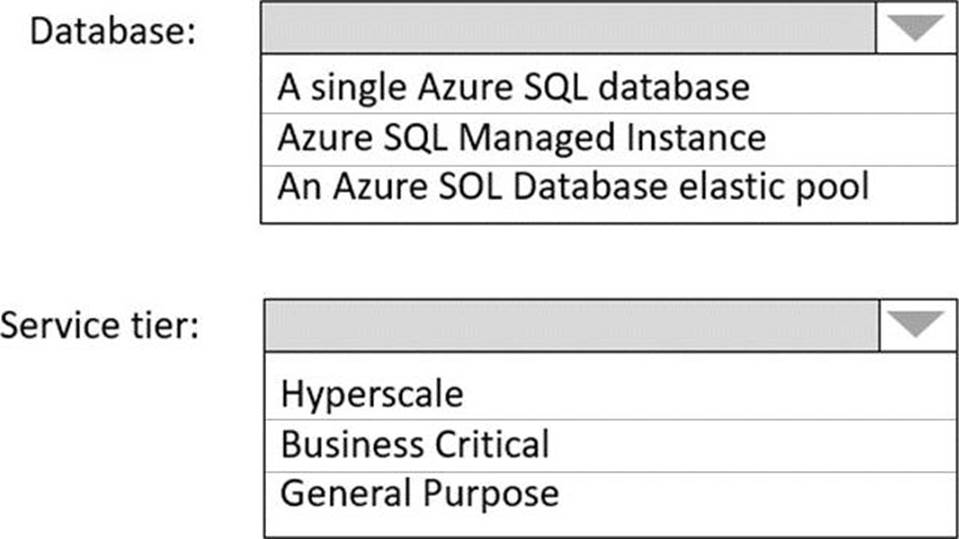 Database:
A single Azure SQL database
Azure SQL Managed Instance
An Azure SOL Database elastic pool
Service tier:
Hyperscale
Business Critical
General Purpose